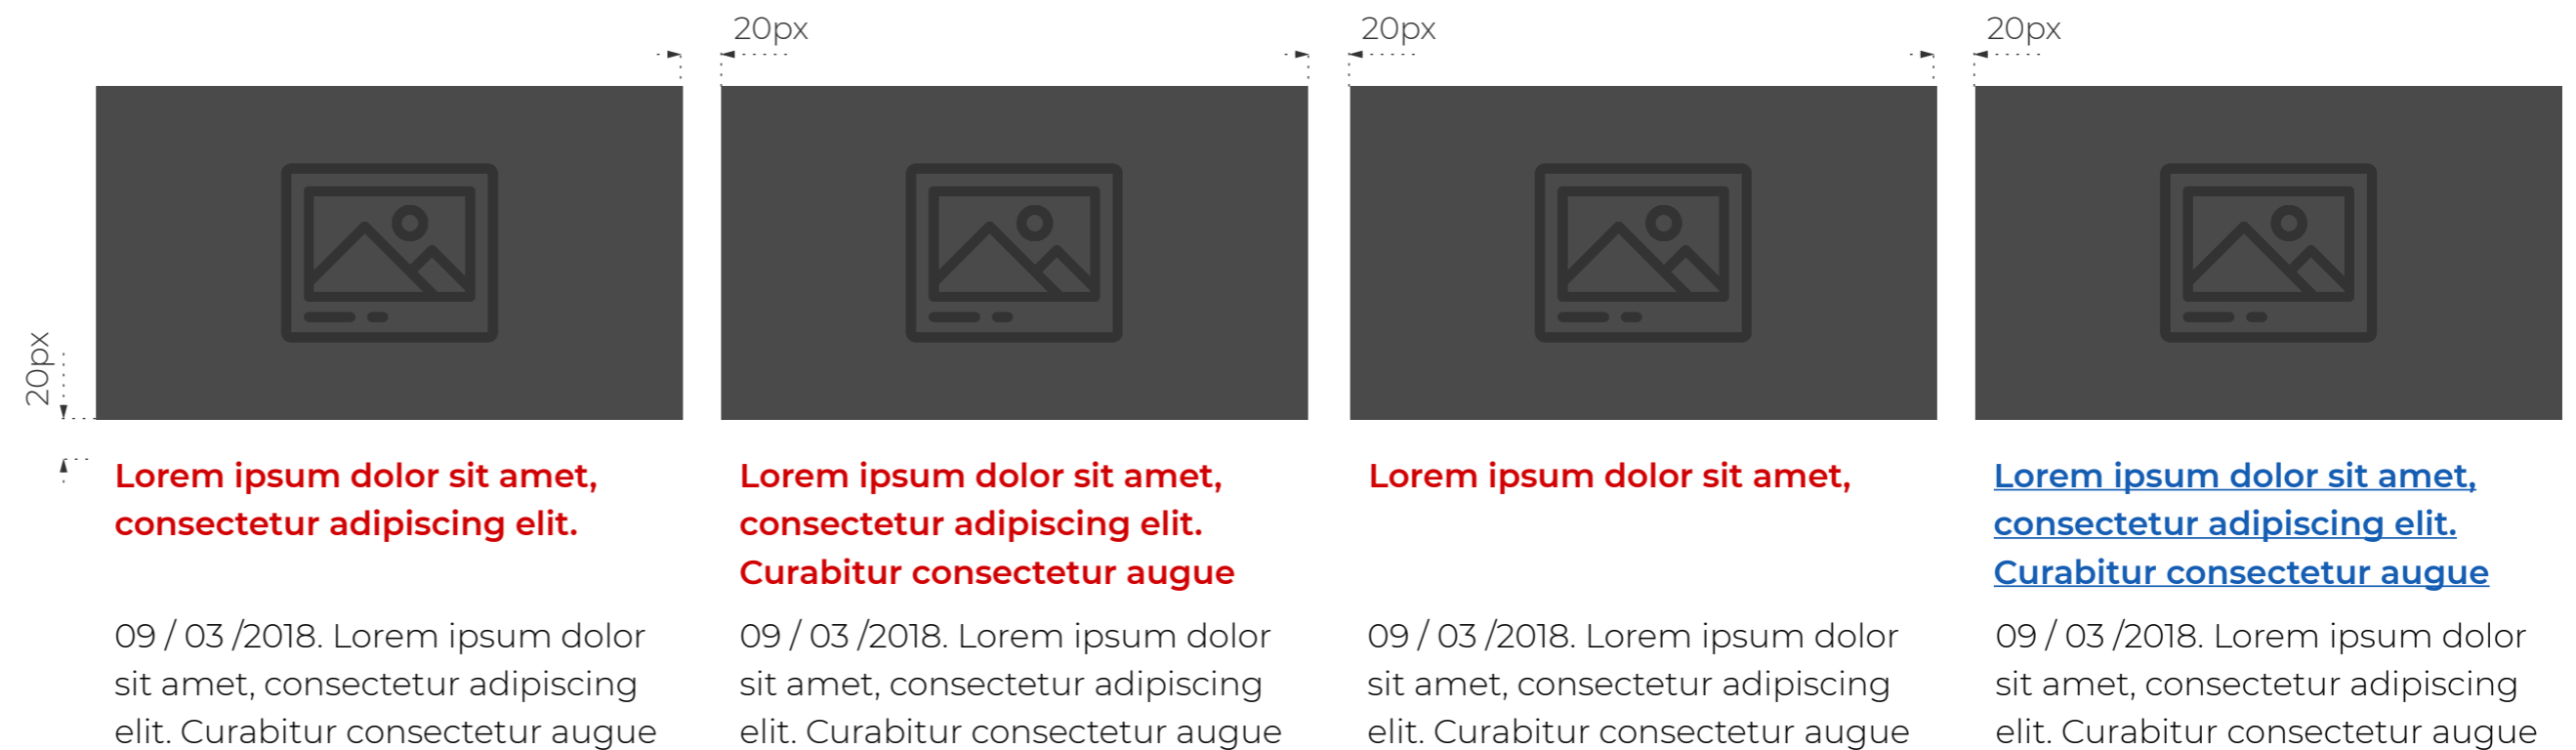 20px
20px
20px
20px
Lorem ipsum dolor sit amet,
consectetur adipiscing elit.
09 / 03 /2018. Lorem ipsum dolor
sit amet, consectetur adipiscing
elit. Curabitur consectetur augue
Lorem ipsum dolor sit amet,
consectetur adipiscing elit.
Curabitur consectetur augue
09 / 03 /2018. Lorem ipsum dolor
sit amet, consectetur adipiscing
elit. Curabitur consectetur augue
Lorem ipsum dolor sit amet,
09 / 03 /2018. Lorem ipsum dolor
sit amet, consectetur adipiscing
elit. Curabitur consectetur augue
Lorem ipsum dolor sit amet,
consectetur adipiscing elit.
Curabitur consectetur augue
09 / 03 /2018. Lorem ipsum dolor
sit amet, consectetur adipiscing
elit. Curabitur consectetur augue